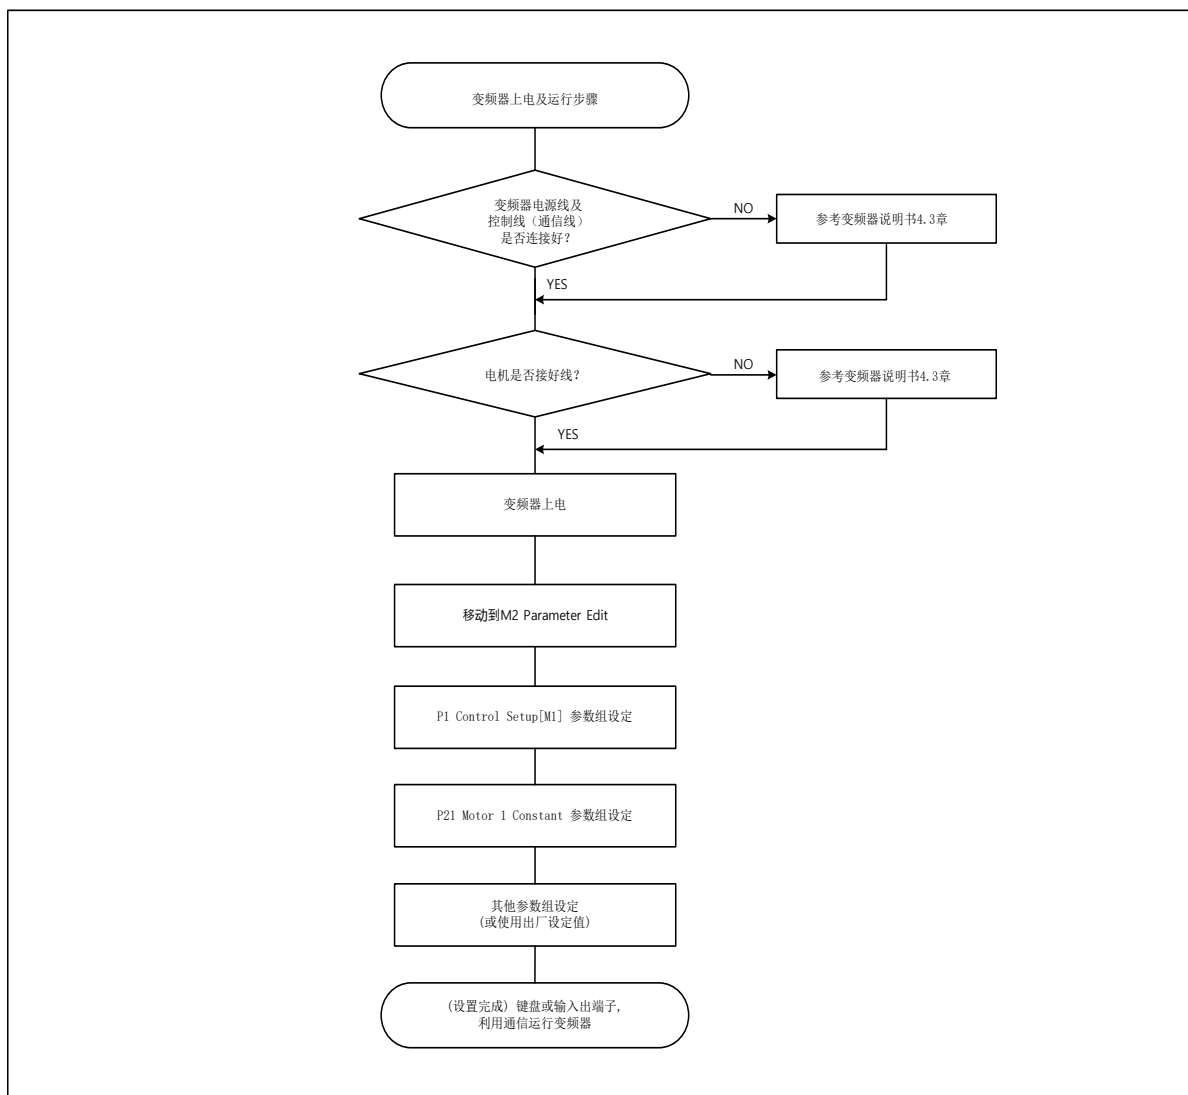 变频器上电及运行步骤
变频器电源线及
控制线（通信线）
是否连接好？
NO
参考变频器说明书4.3章
YES
电机是否接好线？
NO
参考变频器说明书4.3章
YES
变频器上电
移动到M2 Parameter Edit
P1 Control Setup[M1] 参数组设定
P21 Motor 1 Constant 参数组设定
其他参数组设定
(或使用出厂设定值)
(设置完成) 键盘或输入出端子,
利用通信运行变频器